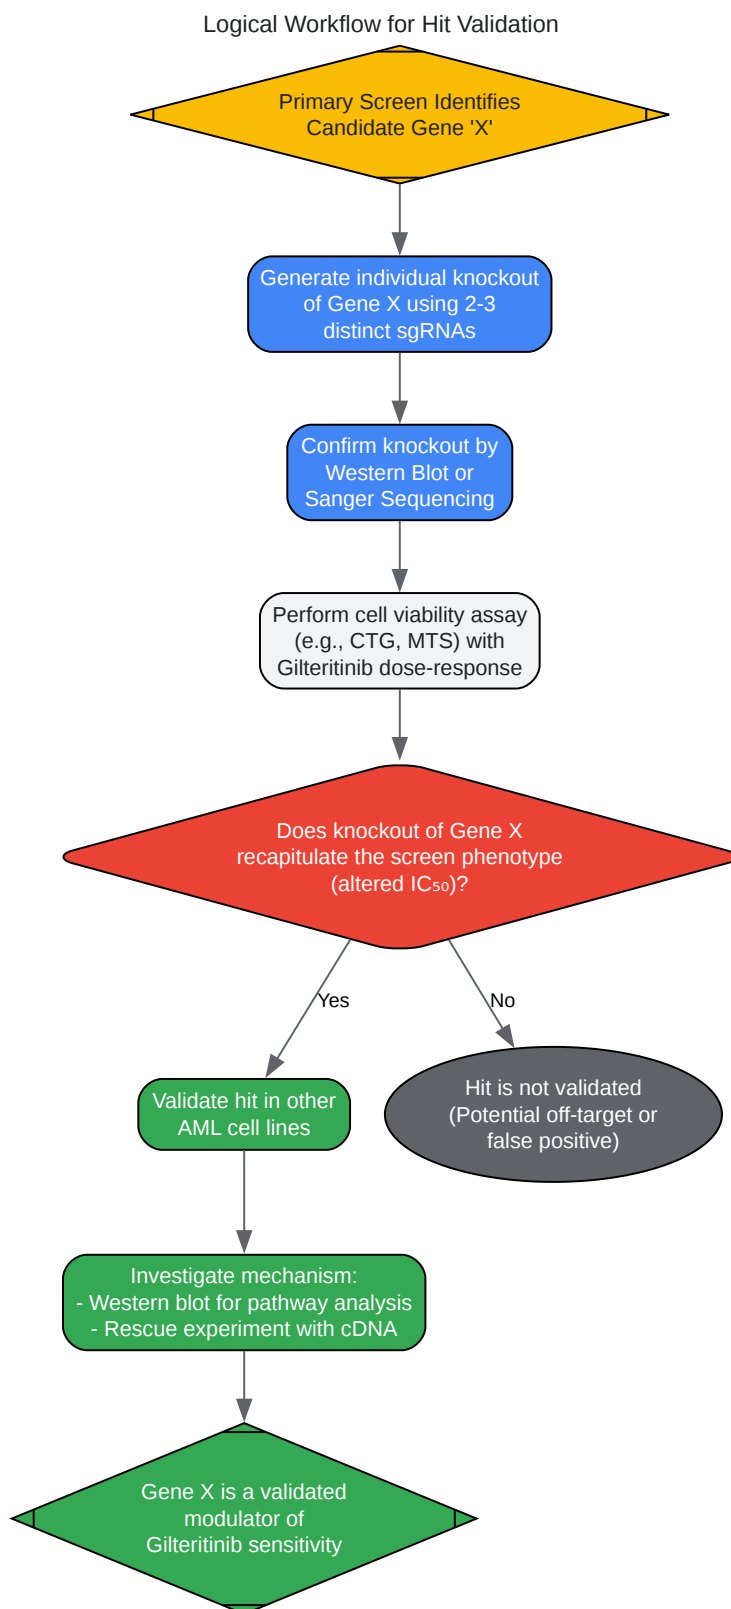 Logical Workflow for Hit Validation
Primary Screen Identifies
Candidate Gene 'X'
Generate individual knockout
of Gene X using 2-3
distinct sgRNAs
Confirm knockout by
Western Blot or
Sanger Sequencing
Perform cell viability assay
(e.g., CTG, MTS) with
Gilteritinib dose-response
Does knockout of Gene X
recapitulate the screen phenotype
(altered IC₅₀)?
Yes
No
Validate hit in other
AML cell lines
Hit is not validated
(Potential off-target or
false positive)
Investigate mechanism:
- Western blot for pathway analysis
- Rescue experiment with cDNA
Gene X is a validated
modulator of
Gilteritinib sensitivity